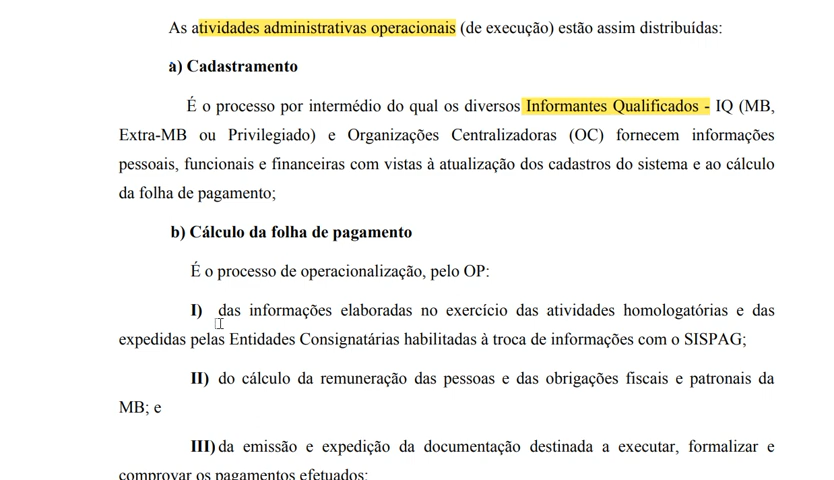 As atividades administrativas operacionais (de execução) estão assim distribuídas:
a) Cadastramento
É o processo por intermédio do qual os diversos Informantes Qualificados - IQ (MB,
Extra-MB ou Privilegiado) e Organizações Centralizadoras (OC) fornecem informações
pessoais, funcionais e financeiras com vistas à atualização dos cadastros do sistema e ao cálculo
da folha de pagamento;
b) Cálculo da folha de pagamento
É o processo de operacionalização, pelo OP:
I) das informações elaboradas no exercício das atividades homologatórias e das
expedidas pelas Entidades Consignatárias habilitadas à troca de informações com o SISPAG;
II) do cálculo da remuneração das pessoas e das obrigações fiscais e patronais da
MB; e
III) da emissão e expedição da documentação destinada a executar, formalizar e
comprovar os pagamentos efetuados;